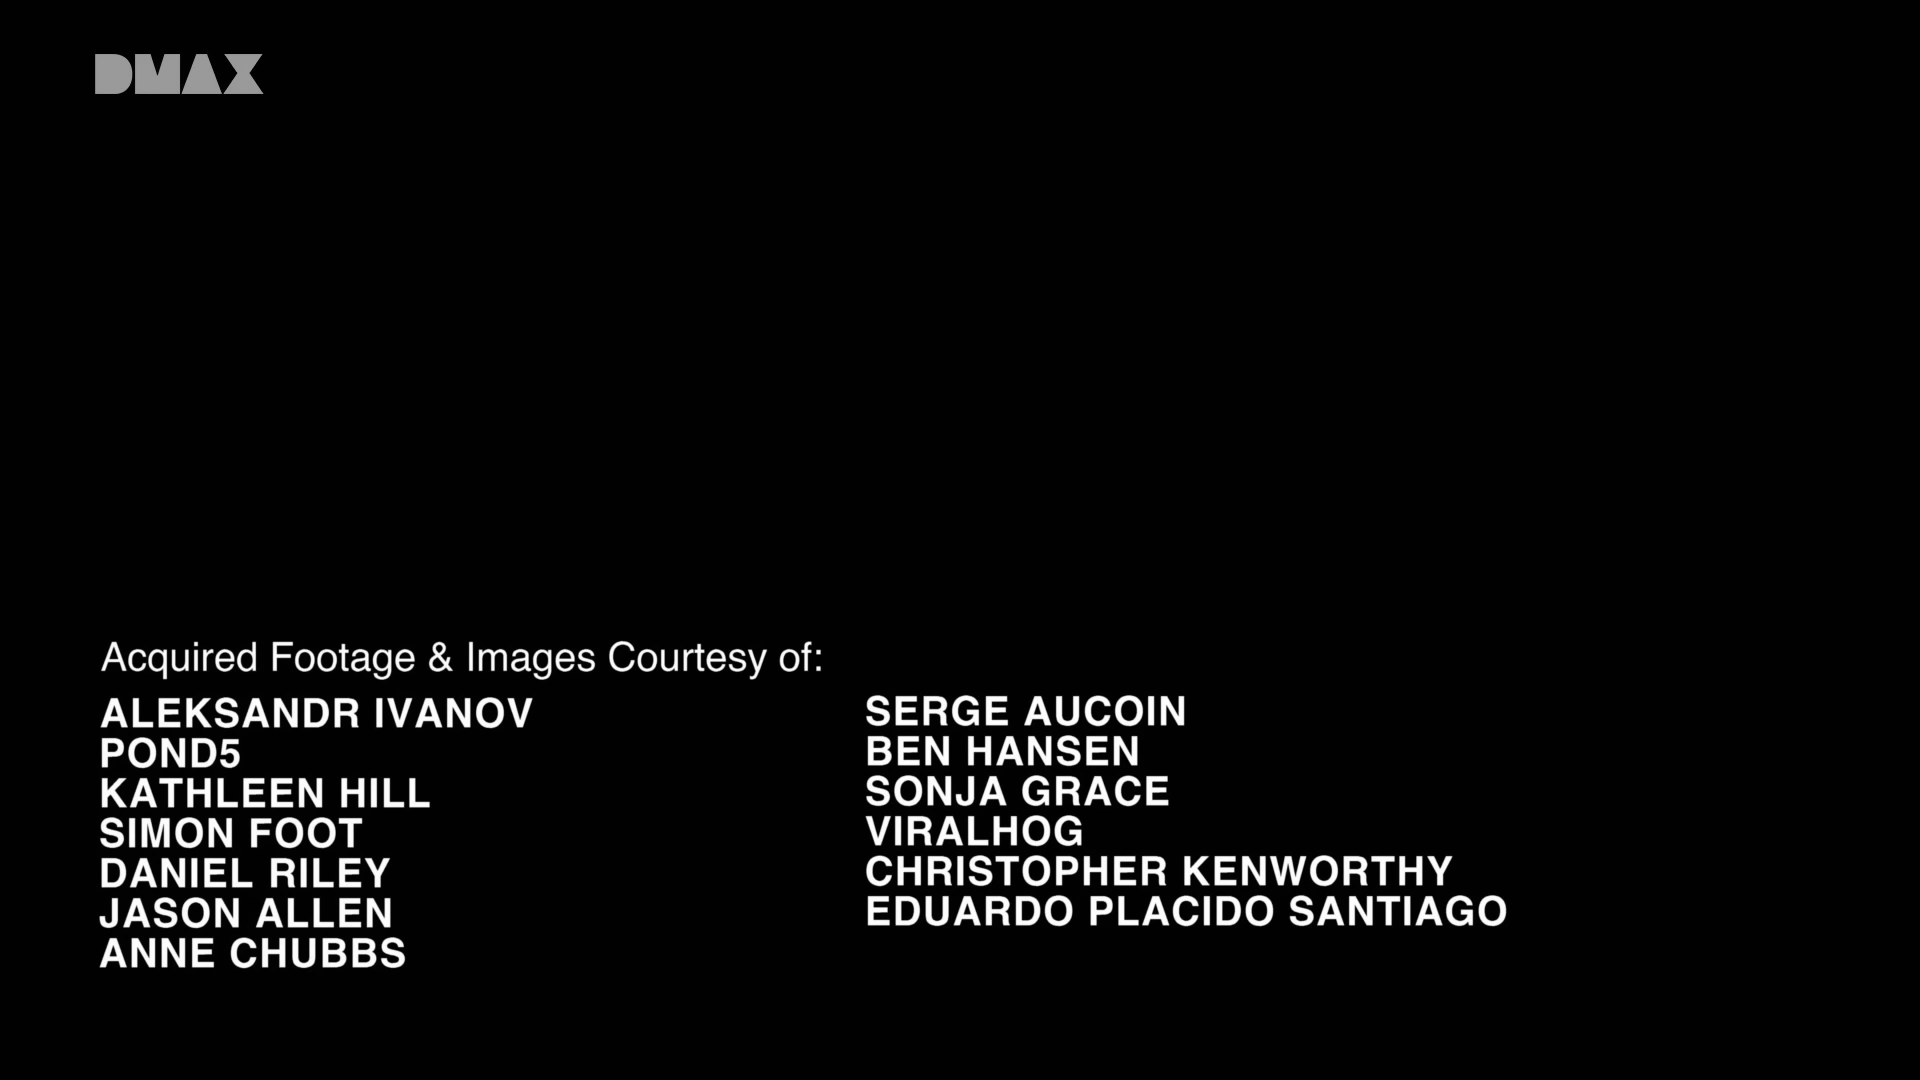 DMAX
Acquired Footage & Images Courtesy of:
ALEKSANDR IVANOV
POND5
KATHLEEN HILL
SIMON FOOT
DANIEL RILEY
JASON ALLEN
ANNE CHUBBS
SERGE AUCOIN
BEN HANSEN
SONJA GRACE
VIRALHOG
CHRISTOPHER KENWORTHY
EDUARDO PLACIDO SANTIAGO